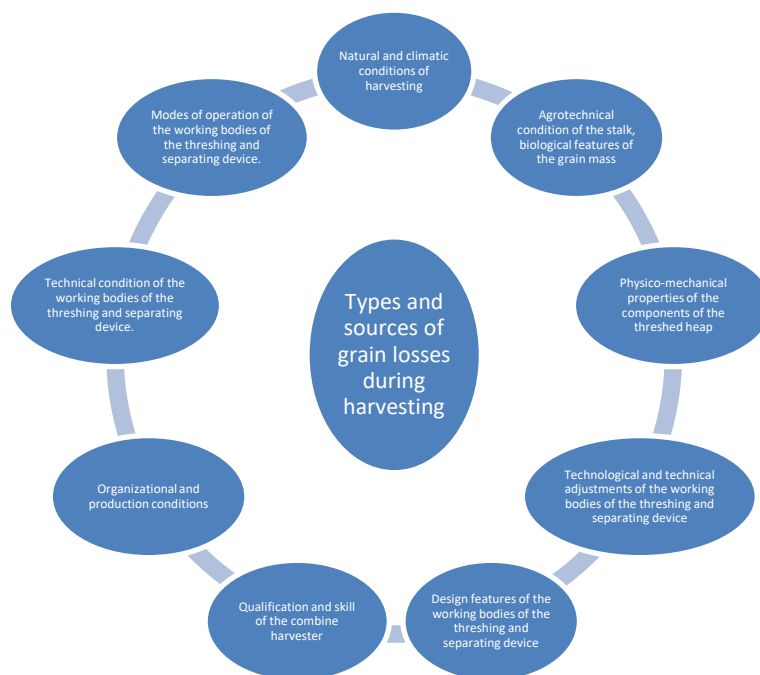 Natural and climatic
conditions of
harvesting
Agrotechnical
condition of the stalk,
biological features of
the grain mass
Physico-mechanical
properties of the
components of the
threshed heap
Technological and technical
adjustments of the working
bodies of the threshing and
separating device
Design features of the
working bodies of the
threshing and
separating device
Qualification and skill
of the combine
harvester
Organizational and
production conditions
Technical condition of the
working bodies of the
threshing and separating
device.
Modes of operation of
the working bodies of
the threshing and
separating device.
Types and
sources of
grain losses
during
harvesting